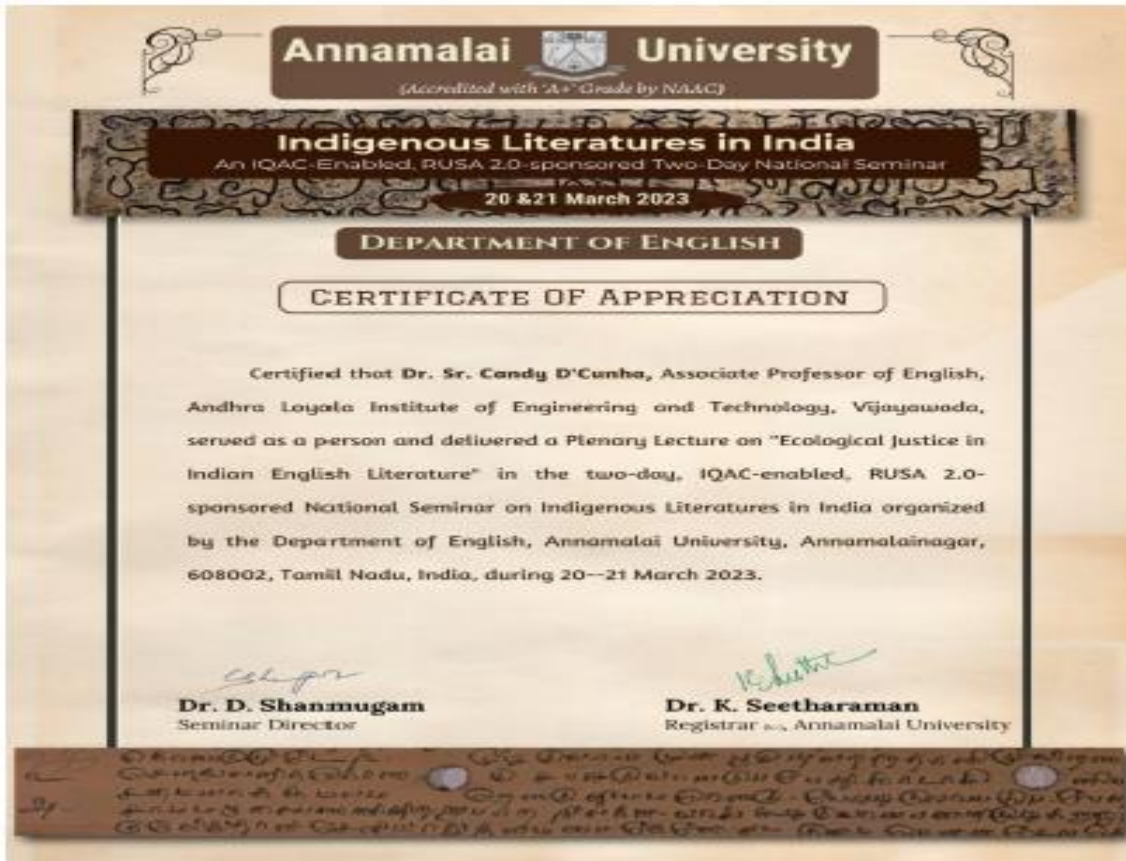 Annamalai University
(Accredited with 'A+' Grade by NAAC)
Indigenous Literatures in India
An IQAC-Enabled, RUSA 2.0-sponsored Two-Day National Seminar
20 &21 March 2023
DEPARTMENT OF ENGLISH
CERTIFICATE OF APPRECIATION
Certified that Dr. Sr. Candy D'Cunha, Associate Professor of English,
Andhra Loyola Institute of Engineering and Technology, Vijayawada,
served as a person and delivered a Plenary Lecture on "Ecological Justice in
Indian English Literature" in the two-day, IQAC-enabled, RUSA 2.0-
sponsored National Seminar on Indigenous Literatures in India organized
by the Department of English, Annamalai University, Annamalainagar,
608002, Tamil Nadu, India, during 20--21 March 2023.
Dr. D. Shanmugam
Seminar Director
Dr. K. Seetharaman
Registrar , Annamalai University